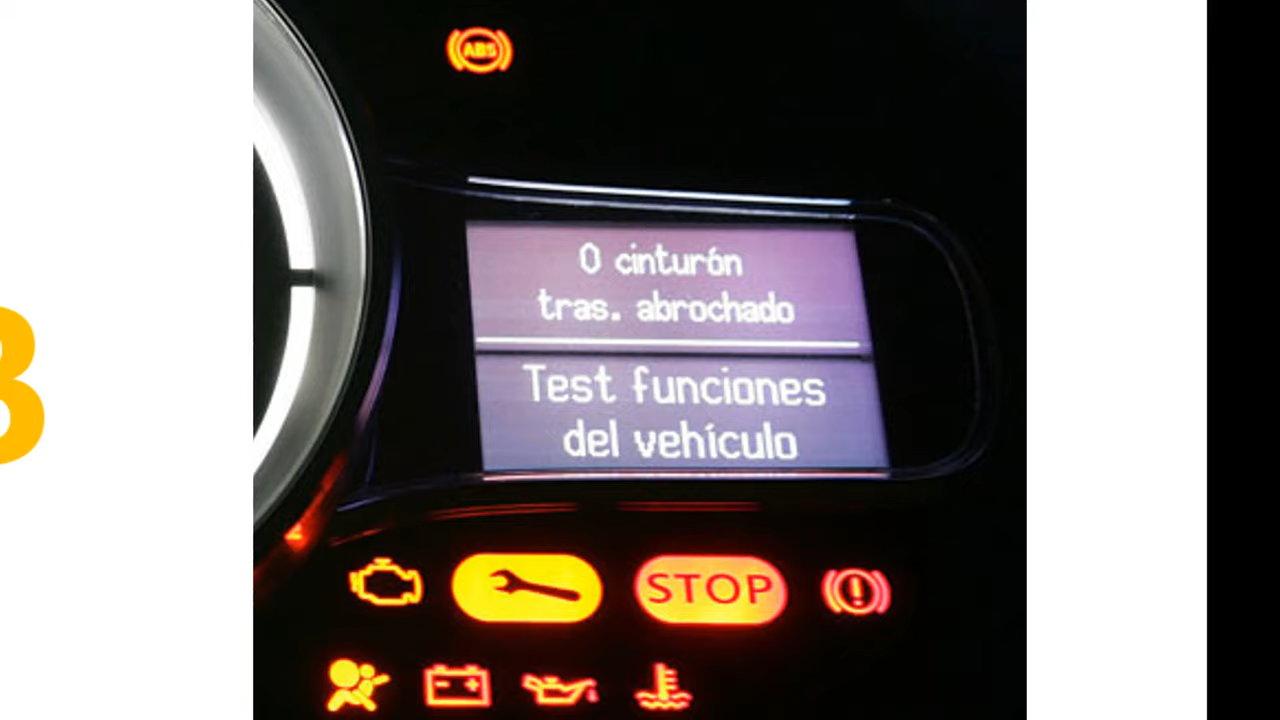 ABS
0 cinturón
tras. abrochado
Test funciones
del vehículo
STOP